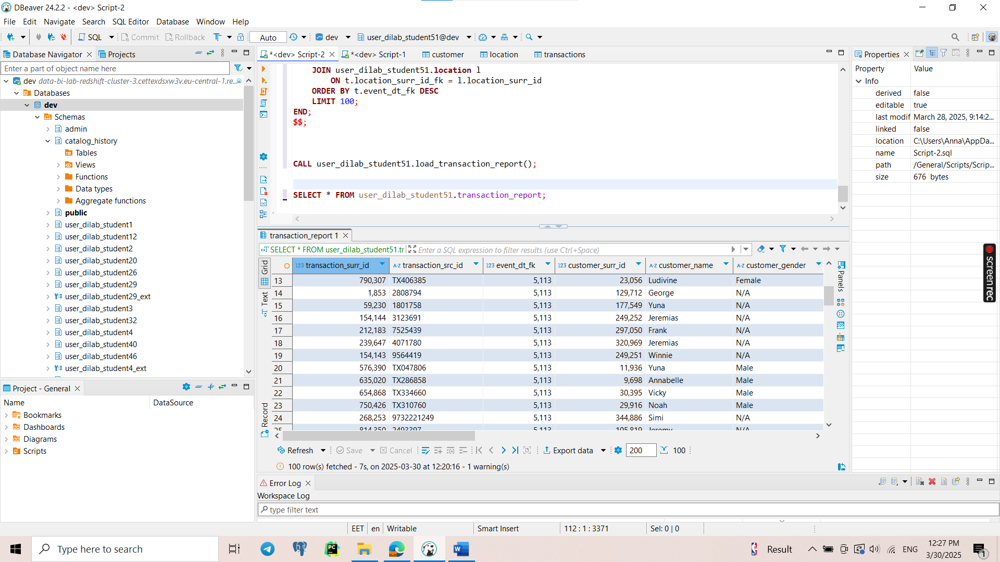 DBeaver 24.2.2 - <dev> Script-2
File Edit Navigate Search SQL Editor Database Window Help
SQL Commit Rollback Auto dev user_dilab_student51@dev
Database Navigator Projects
Enter a part of object name here
dev data-bi-lab-redshift-cluster-3.cettexdsxw3v.eu-central-1.re...
Databases
dev
Schemas
admin
catalog_history
Tables
Views
Functions
Data types
Aggregate functions
public
user_dilab_student1
user_dilab_student12
user_dilab_student2
user_dilab_student20
user_dilab_student26
user_dilab_student29
user_dilab_student29_ext
user_dilab_student3
user_dilab_student32
user_dilab_student4
user_dilab_student40
user_dilab_student46
user_dilab_student4_ext
Project - General
Name DataSource
Bookmarks
Dashboards
Diagrams
Scripts
*<dev> Script-2 *<dev> Script-1 customer location transactions
JOIN user_dilab_student51.location l
ON t.location_surr_id_fk = l.location_surr_id
ORDER BY t.event_dt_fk DESC
LIMIT 100;
END;
$$;
CALL user_dilab_student51.load_transaction_report();
SELECT * FROM user_dilab_student51.transaction_report;
transaction_report 1
SELECT * FROM user_dilab_student51.tr Enter a SQL expression to filter results (use Ctrl+Space)
Grid
Text
Record
123 transaction_surr_id A-Z transaction_src_id 123 event_dt_fk 123 customer_surr_id A-Z customer_name A-Z customer_gender
13 790,307 TX406385 5,113 23,056 Ludivine Female
14 1,853 2808794 5,113 129,712 George N/A
15 59,230 1801758 5,113 177,549 Yuna N/A
16 154,144 3123691 5,113 249,252 Jeremias N/A
17 212,183 7525439 5,113 297,050 Frank N/A
18 239,647 4071780 5,113 320,969 Jeremias N/A
19 154,143 9564419 5,113 249,251 Winnie N/A
20 576,390 TX047806 5,113 11,936 Yuna Male
21 635,020 TX286858 5,113 9,698 Annabelle Male
22 654,868 TX334660 5,113 30,395 Vicky Male
23 750,426 TX310760 5,113 29,916 Noah Male
24 268,253 9732221249 5,113 344,886 Simi N/A
25 814,350 2493397 5,113 105,819 Jeremy N/A
Panels
Refresh Save Cancel Export data 200 100
100 row(s) fetched - 7s, on 2025-03-30 at 12:20:16 - 1 warning(s)
Error Log
Workspace Log
type filter text
EET en Writable Smart Insert 112 : 1 : 3371 Sel: 0 | 0
Properties
Property Value
Info
derived false
editable true
last modif March 28, 2025, 9:14:2...
linked false
location C:\Users\Anna\AppDa...
name Script-2.sql
path /General/Scripts/Scrip...
size 676 bytes
screenrec
Type here to search
PC
W
Result ENG
12:27 PM
3/30/2025
1